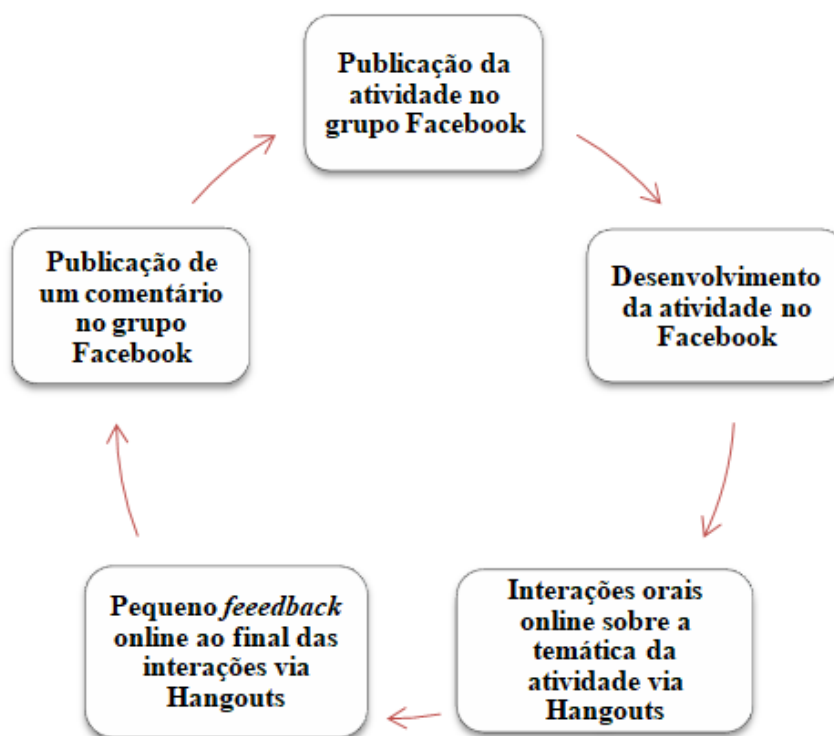 Publicação da
atividade no
grupo Facebook
Desenvolvimento
da atividade no
Facebook
Interações orais
online sobre a
temática da
atividade via
Hangouts
Pequeno feeedback
online ao final das
interações via
Hangouts
Publicação de
um comentário
no grupo
Facebook